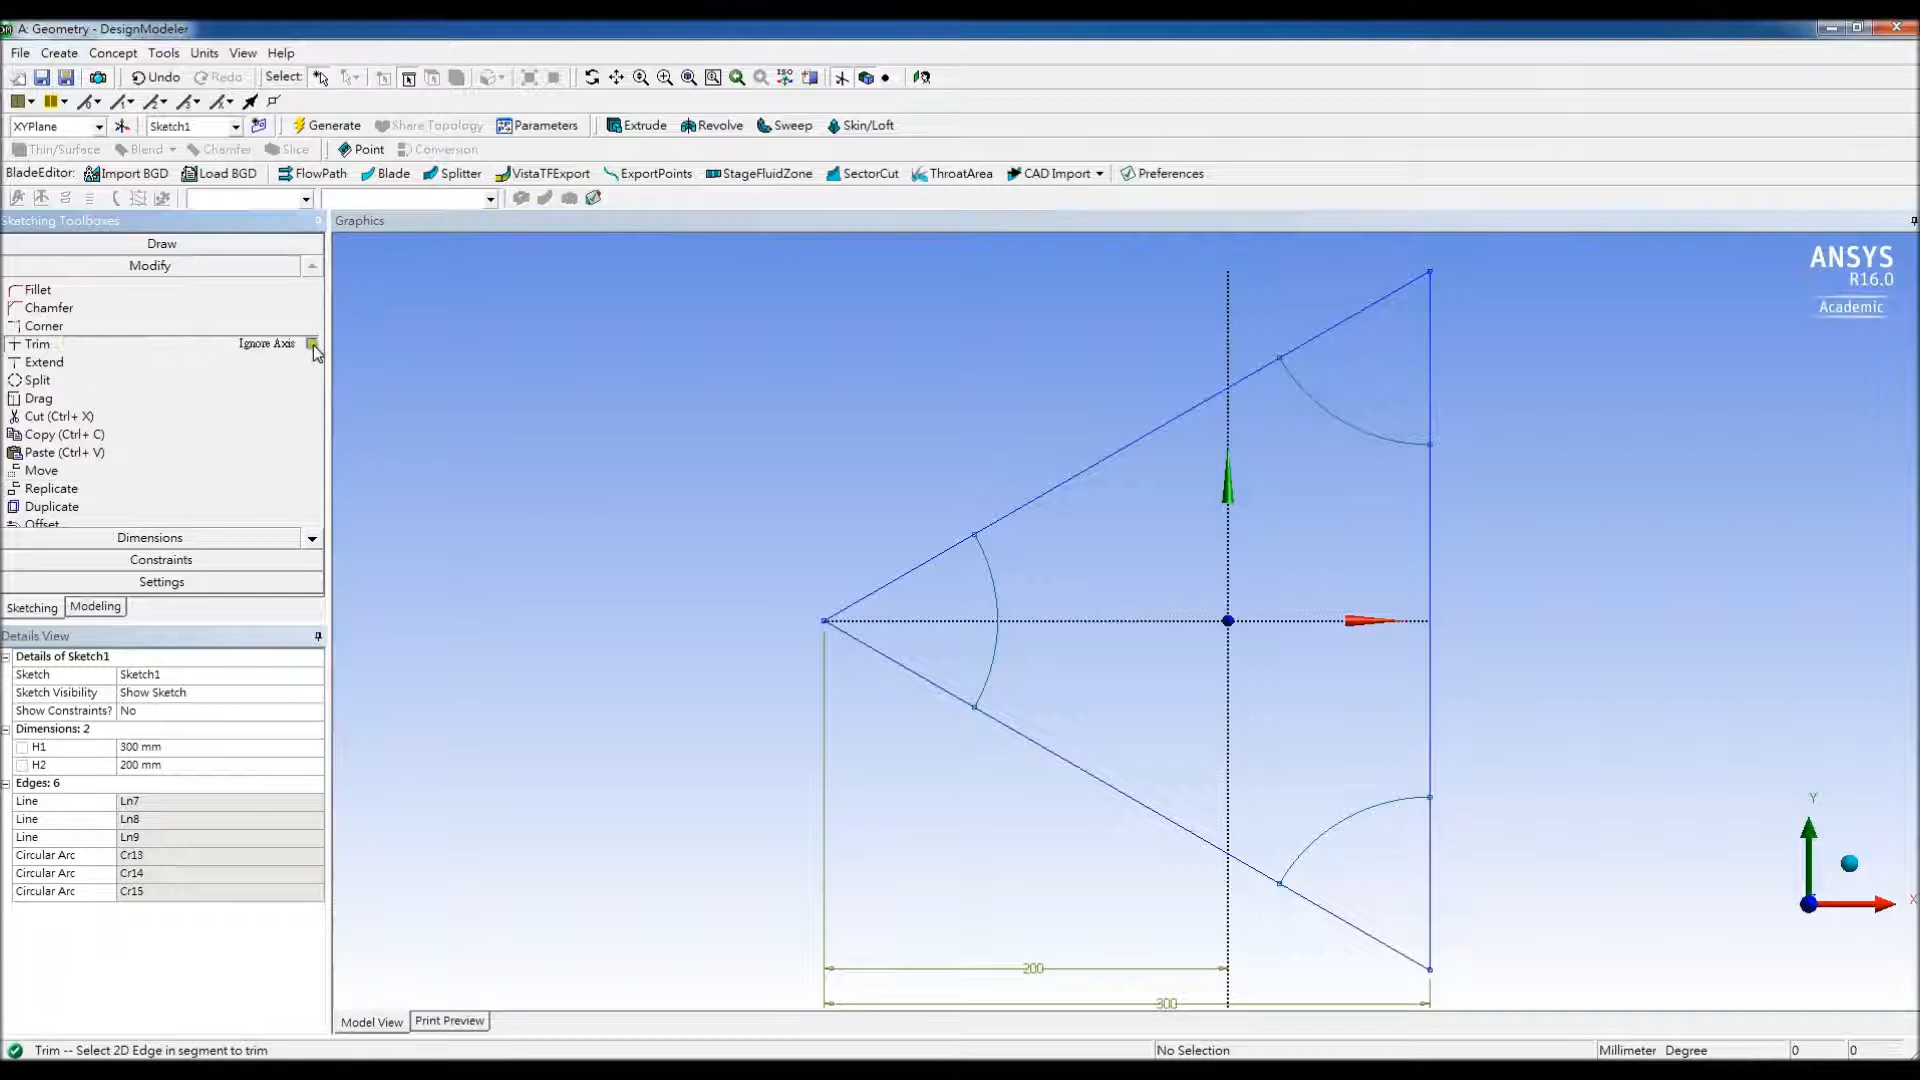 A: Geometry - DesignModeler
File Create Concept Tools Units View Help
Undo Redo Select: ISO
XYPlane Sketch1 Generate Share Topology Parameters Extrude Revolve Sweep Skin/Loft
Thin/Surface Blend Chamfer Slice Point Conversion
BladeEditor: Import BGD Load BGD FlowPath Blade Splitter VistaTFExport ExportPoints StageFluidZone SectorCut ThroatArea CAD Import Preferences
Sketching Toolboxes
Graphics
Draw
Modify
Fillet
Chamfer
Corner
Trim Ignore Axis
Extend
Split
Drag
Cut (Ctrl+ X)
Copy (Ctrl+ C)
Paste (Ctrl+ V)
Move
Replicate
Duplicate
Offset
Dimensions
Constraints
Settings
Sketching Modeling
Details View
Details of Sketch1
Sketch Sketch1
Sketch Visibility Show Sketch
Show Constraints? No
Dimensions: 2
H1 300 mm
H2 200 mm
Edges: 6
Line Ln7
Line Ln8
Line Ln9
Circular Arc Cr13
Circular Arc Cr14
Circular Arc Cr15
ANSYS
R16.0
Academic
Y
X
200
300
Model View Print Preview
Trim -- Select 2D Edge in segment to trim
No Selection
Millimeter Degree 0 0